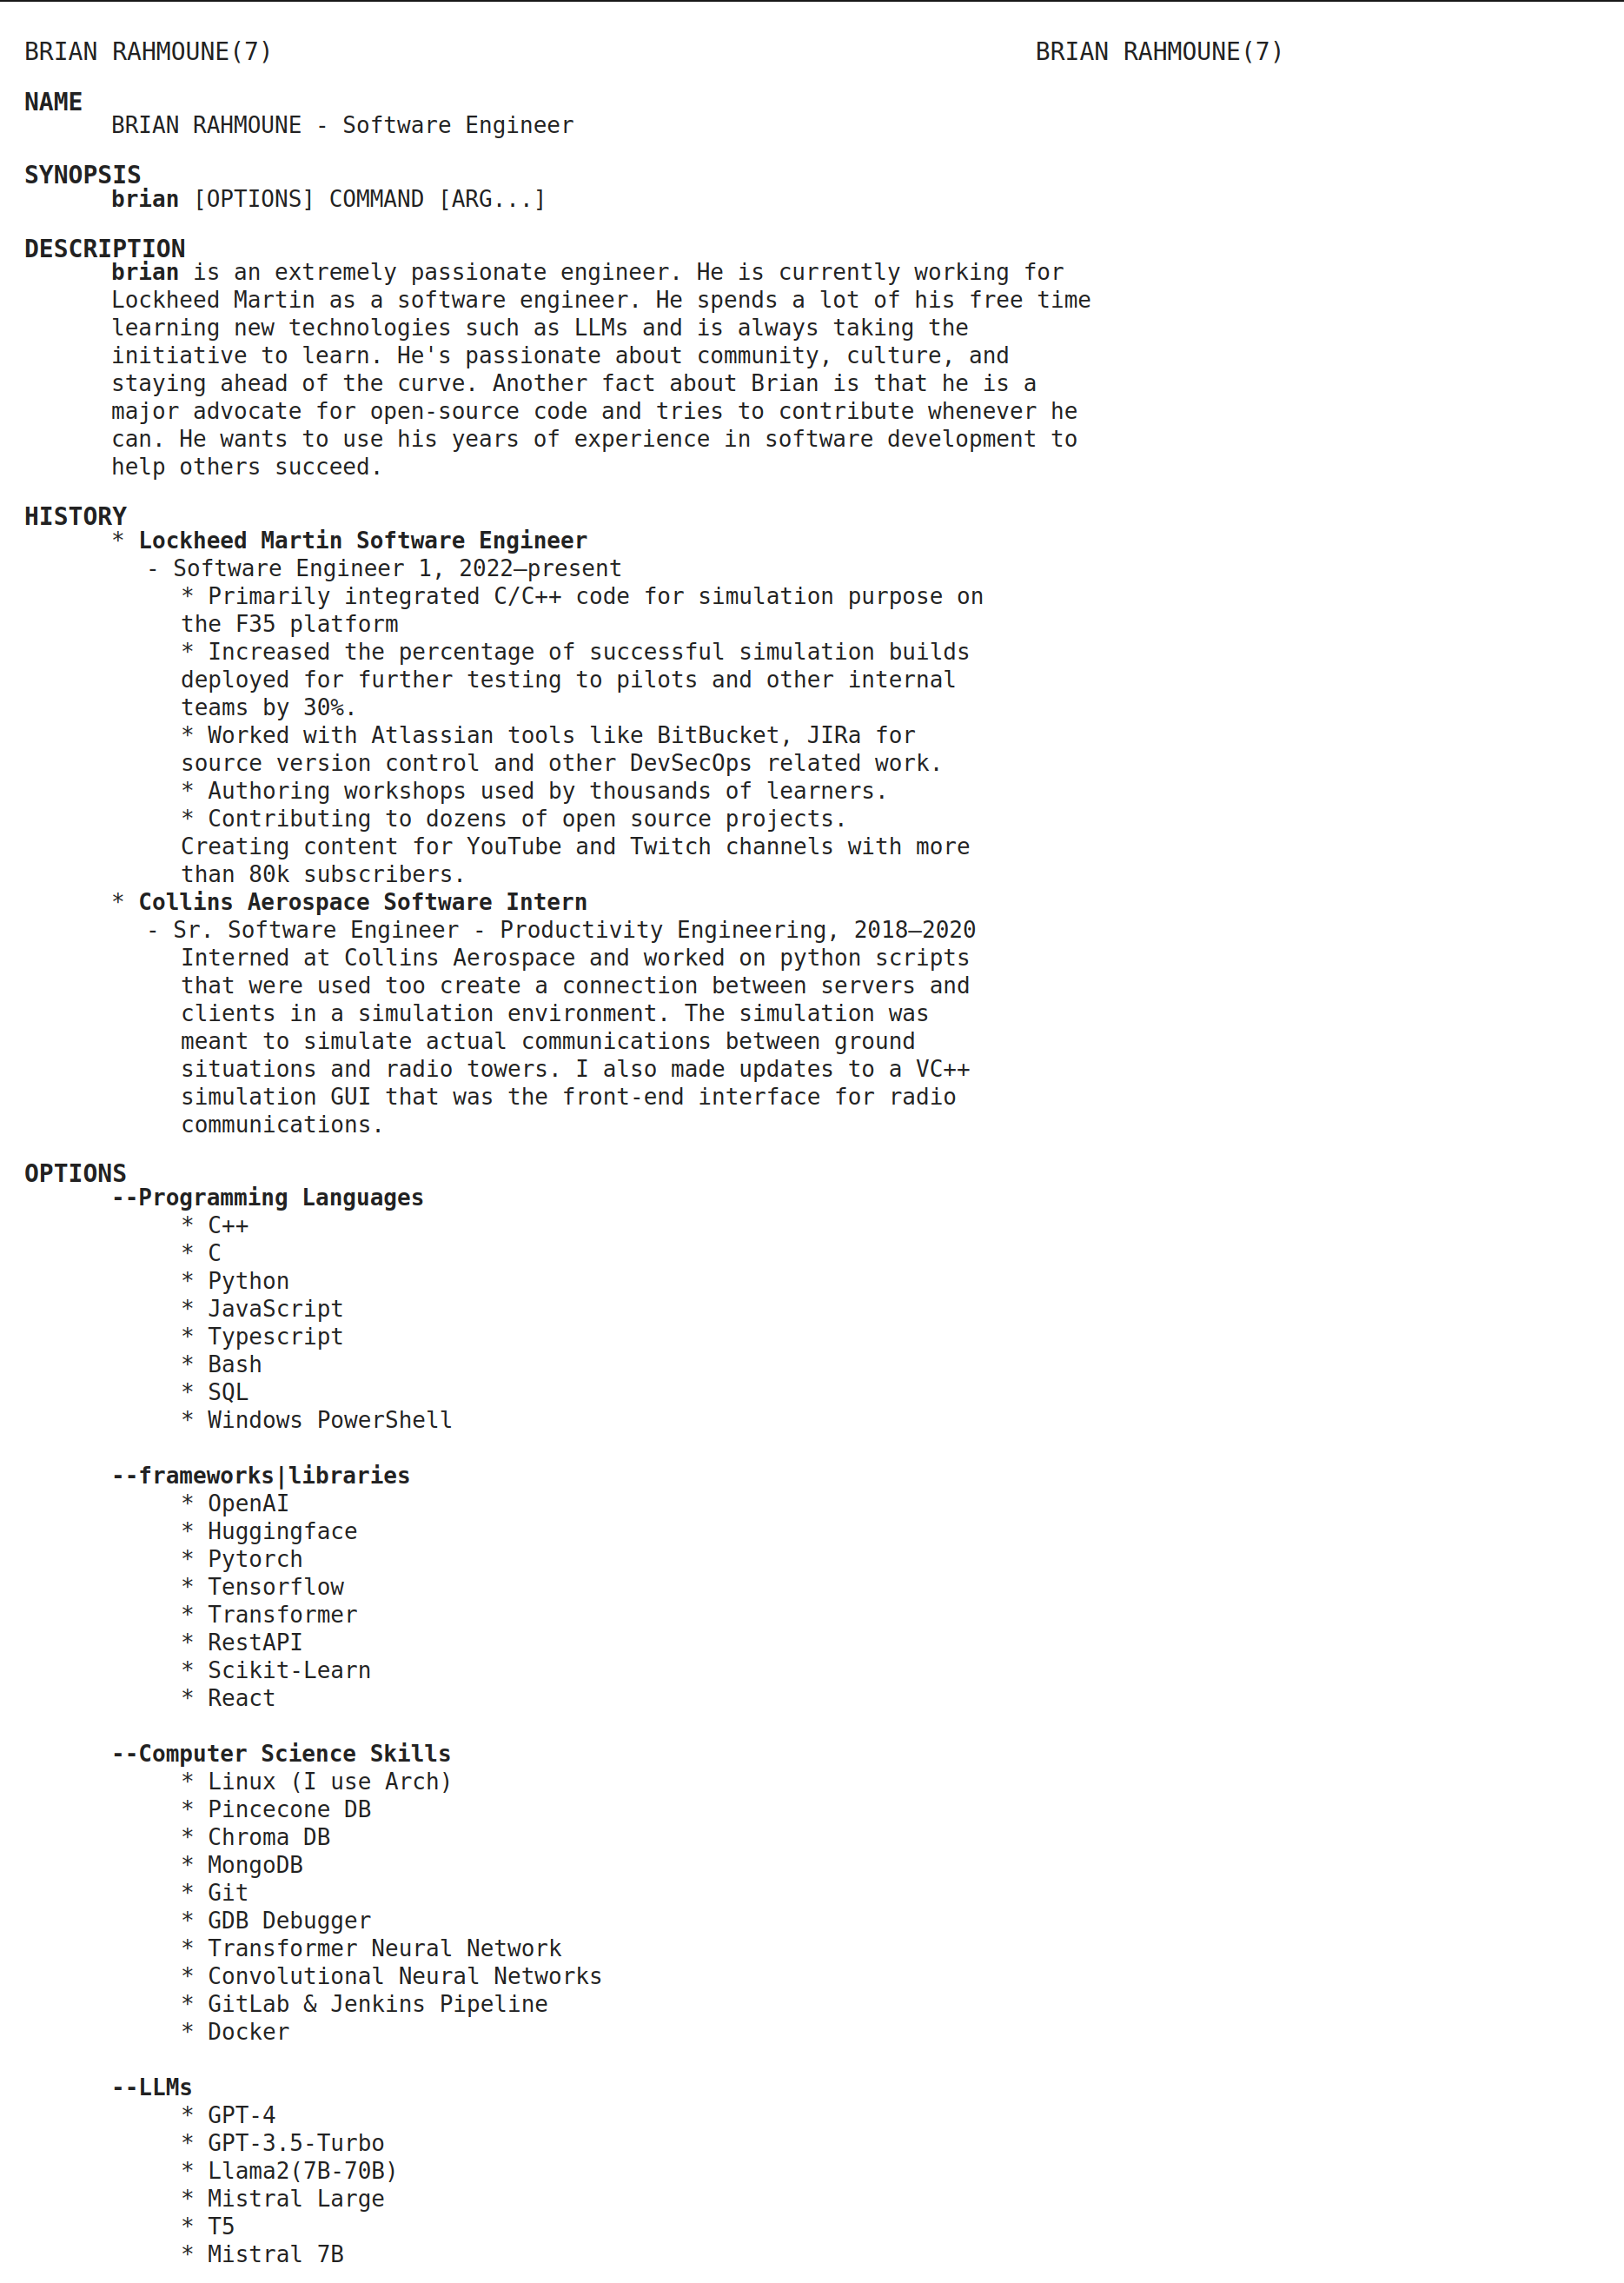 BRIAN RAHMOUNE(7) BRIAN RAHMOUNE(7)
NAME
BRIAN RAHMOUNE - Software Engineer
SYNOPSIS
brian [OPTIONS] COMMAND [ARG...]
DESCRIPTION
brian is an extremely passionate engineer. He is currently working for
Lockheed Martin as a software engineer. He spends a lot of his free time
learning new technologies such as LLMs and is always taking the
initiative to learn. He's passionate about community, culture, and
staying ahead of the curve. Another fact about Brian is that he is a
major advocate for open-source code and tries to contribute whenever he
can. He wants to use his years of experience in software development to
help others succeed.
HISTORY
* Lockheed Martin Software Engineer
- Software Engineer 1, 2022–present
* Primarily integrated C/C++ code for simulation purpose on
the F35 platform
* Increased the percentage of successful simulation builds
deployed for further testing to pilots and other internal
teams by 30%.
* Worked with Atlassian tools like BitBucket, JIRa for
source version control and other DevSecOps related work.
* Authoring workshops used by thousands of learners.
* Contributing to dozens of open source projects.
Creating content for YouTube and Twitch channels with more
than 80k subscribers.
* Collins Aerospace Software Intern
- Sr. Software Engineer - Productivity Engineering, 2018–2020
Interned at Collins Aerospace and worked on python scripts
that were used too create a connection between servers and
clients in a simulation environment. The simulation was
meant to simulate actual communications between ground
situations and radio towers. I also made updates to a VC++
simulation GUI that was the front-end interface for radio
communications.
OPTIONS
--Programming Languages
* C++
* C
* Python
* JavaScript
* Typescript
* Bash
* SQL
* Windows PowerShell
--frameworks|libraries
* OpenAI
* Huggingface
* Pytorch
* Tensorflow
* Transformer
* RestAPI
* Scikit-Learn
* React
--Computer Science Skills
* Linux (I use Arch)
* Pincecone DB
* Chroma DB
* MongoDB
* Git
* GDB Debugger
* Transformer Neural Network
* Convolutional Neural Networks
* GitLab & Jenkins Pipeline
* Docker
--LLMs
* GPT-4
* GPT-3.5-Turbo
* Llama2(7B-70B)
* Mistral Large
* T5
* Mistral 7B